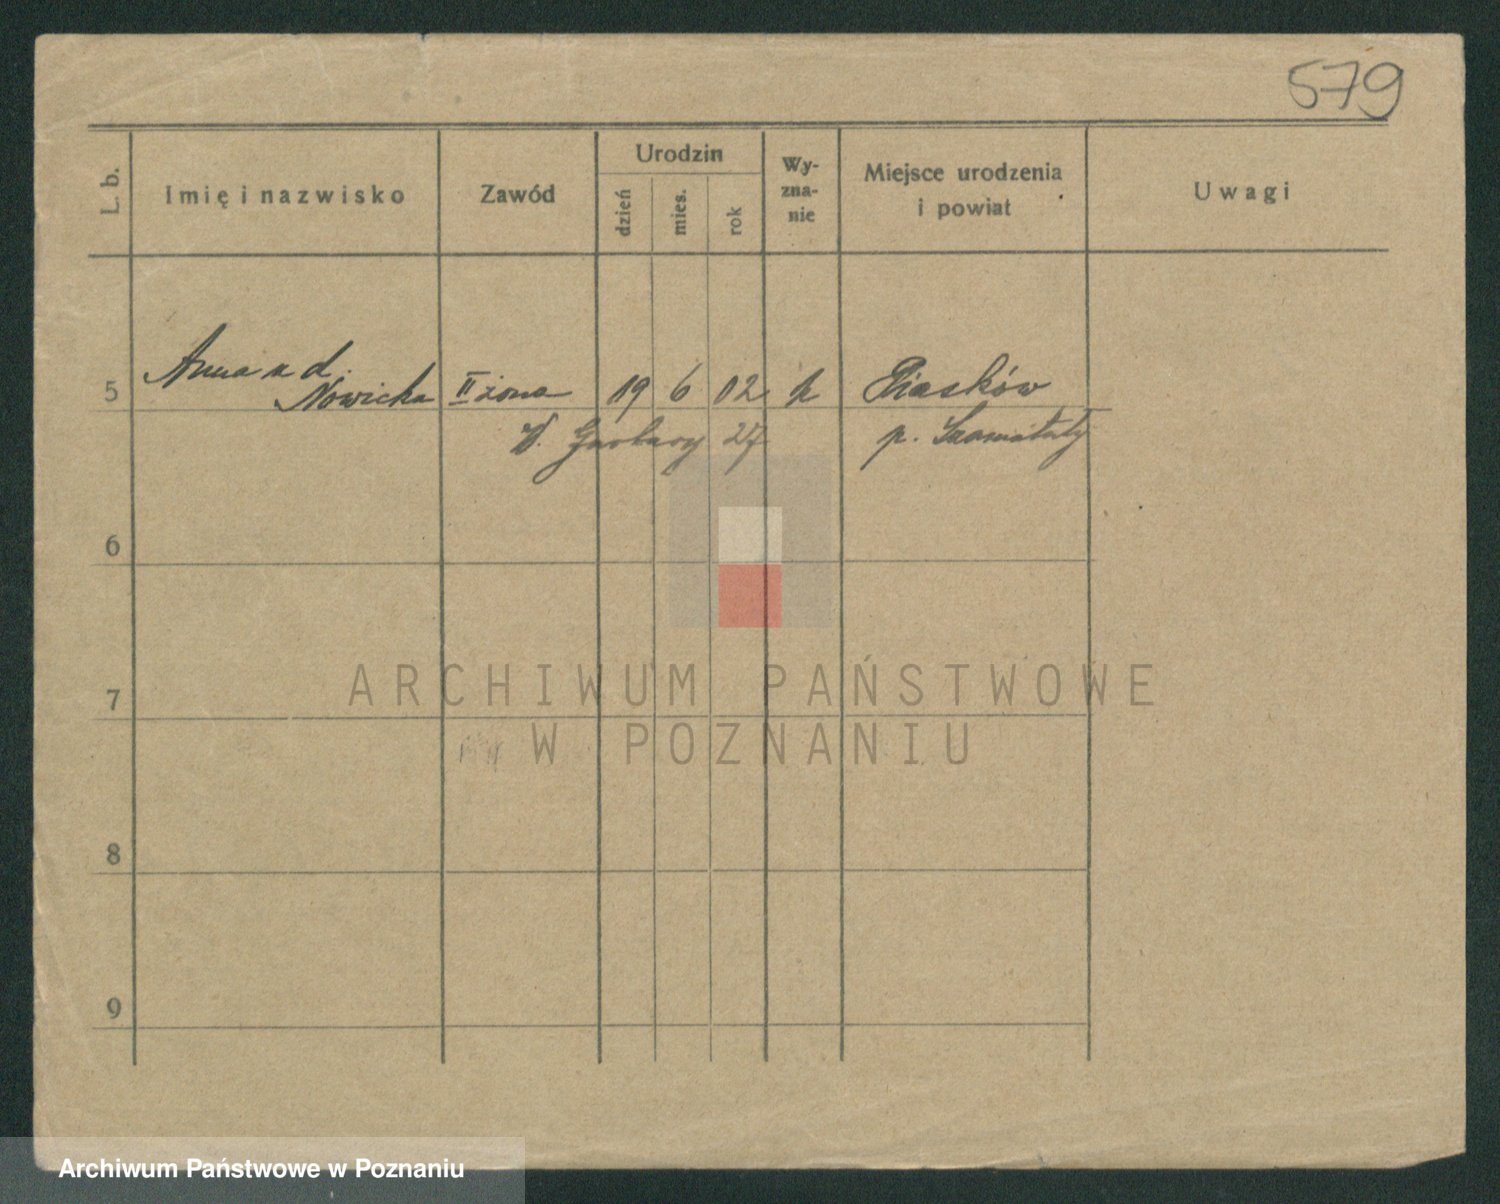 579
L. b.
Imię i nazwisko
Zawód
Urodzin
dzień
mies.
rok
Wy-
zna-
nie
Miejsce urodzenia
i powiat
Uwagi
Anna z d.
5 Nowicka II żona 19 6 02 k Piasków
W. Garbary 27 p. Szamotuły
6
7
8
9
ARCHIWUM PAŃSTWOWE
W POZNANIU
Archiwum Państwowe w Poznaniu